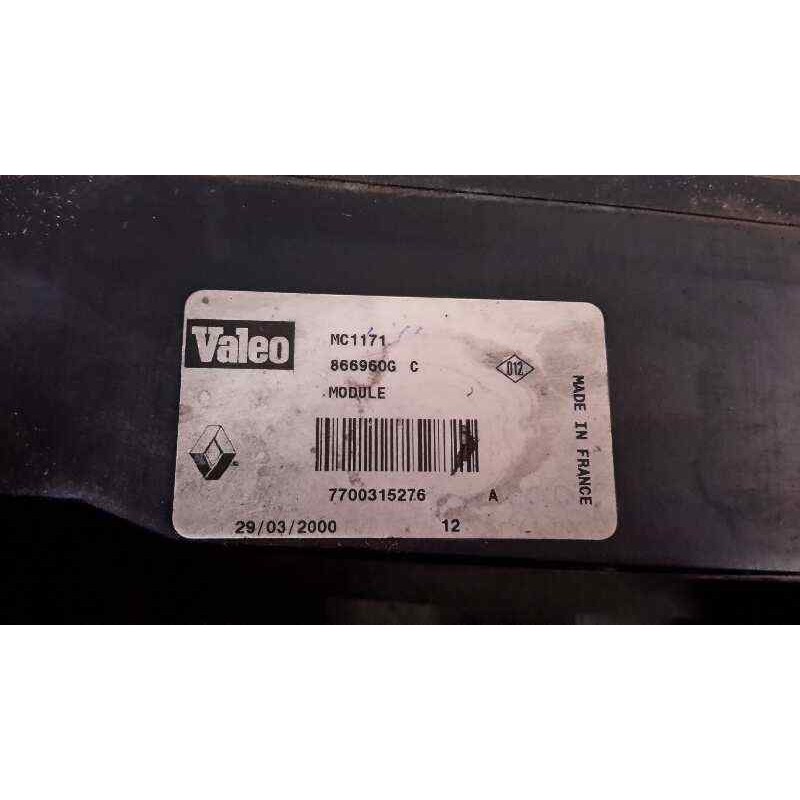 Valeo
MC1171
866960G C
D12
MODULE
MADE IN FRANCE
7700315276 A
29/03/2000 12